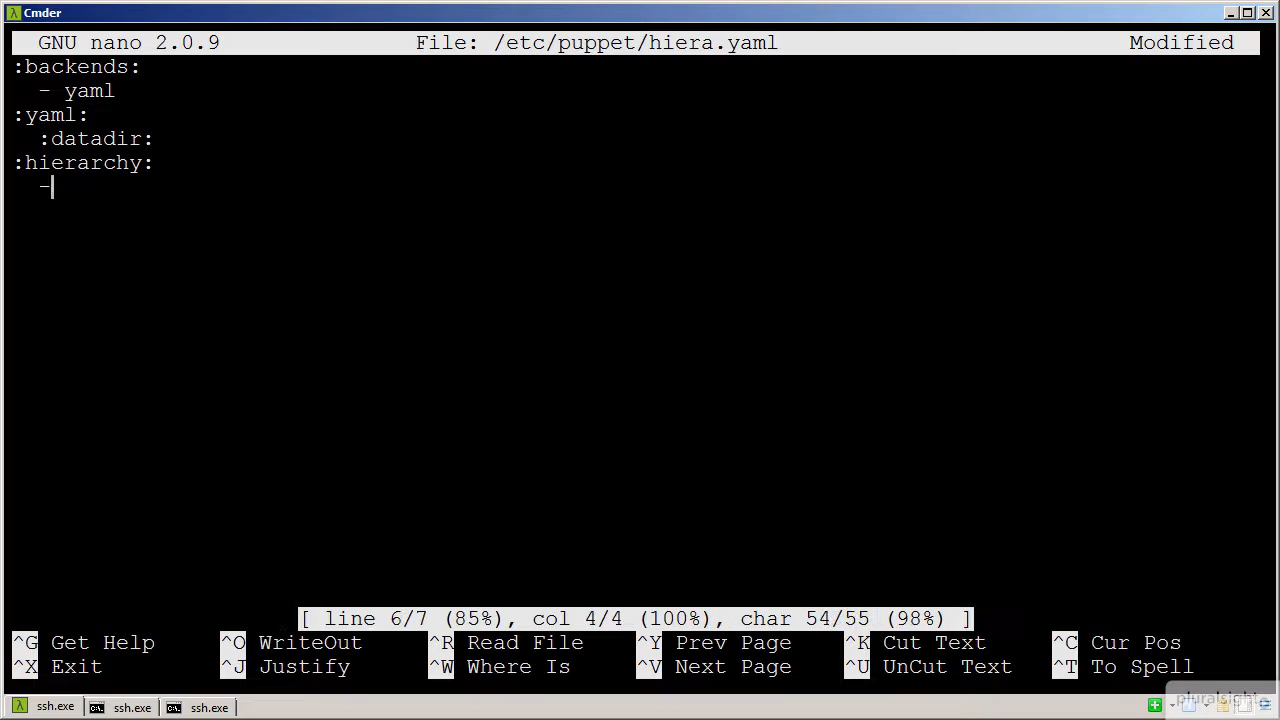 Cmder
GNU nano 2.0.9 File: /etc/puppet/hiera.yaml Modified
:backends:
  - yaml
:yaml:
  :datadir:
:hierarchy:
  -
[ line 6/7 (85%), col 4/4 (100%), char 54/55 (98%) ]
^G Get Help ^O WriteOut ^R Read File ^Y Prev Page ^K Cut Text ^C Cur Pos
^X Exit ^J Justify ^W Where Is ^V Next Page ^U UnCut Text ^T To Spell
ssh.exe ssh.exe ssh.exe pluralsight